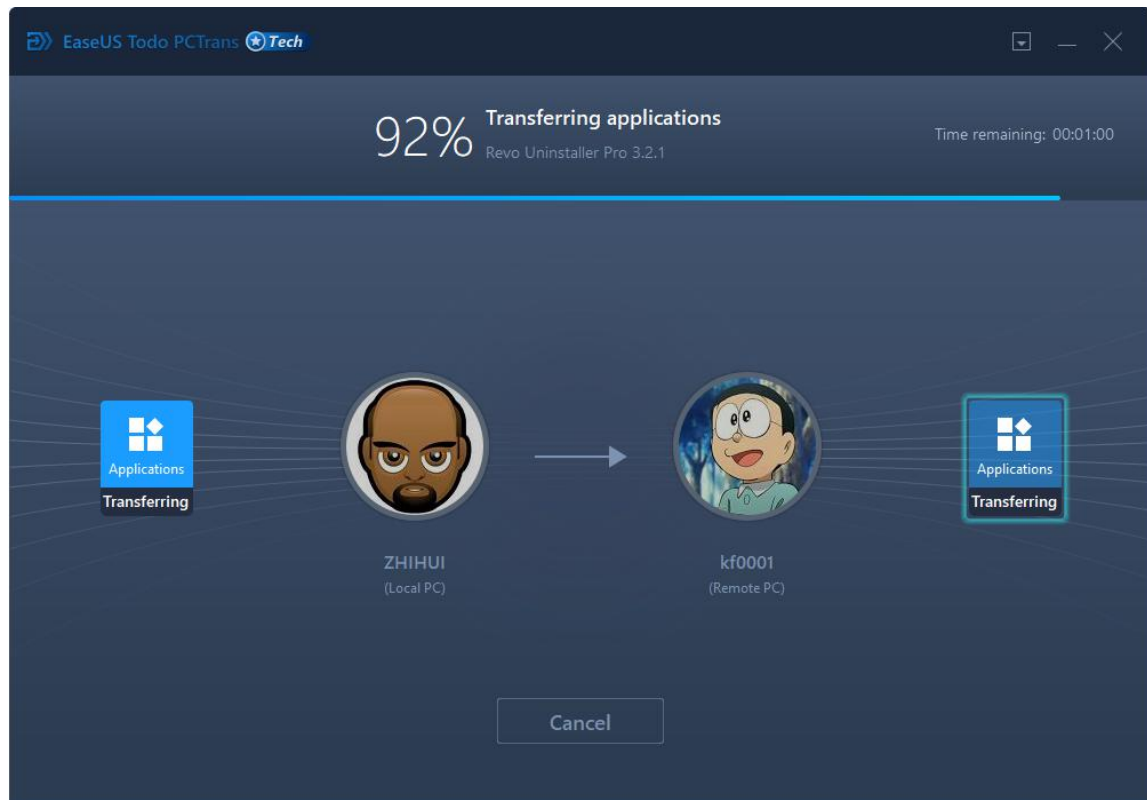 EaseUS Todo PCTrans Tech
92%
Transferring applications
Revo Uninstaller Pro 3.2.1
Time remaining: 00:01:00
Applications
Transferring
ZHIHUI
(Local PC)
kf0001
(Remote PC)
Applications
Transferring
Cancel